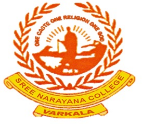 ONE CASTE ONE RELIGION ONE GOD
SREE NARAYANA COLLEGE
VARKALA